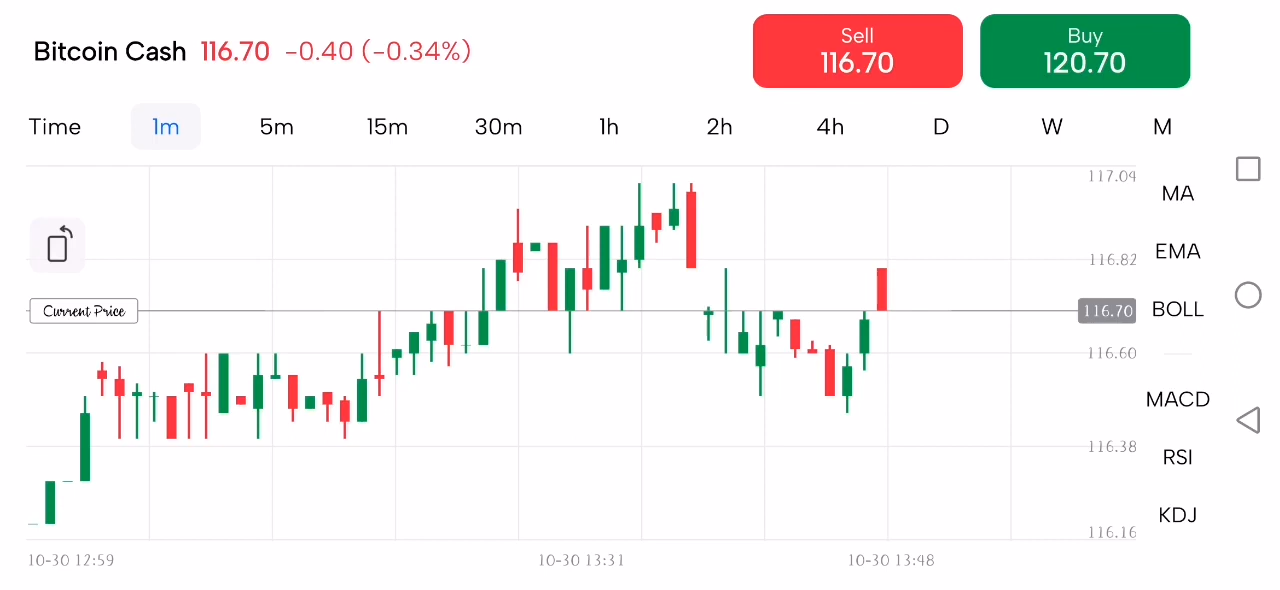 Bitcoin Cash 116.70 −0.40 (−0.34%)
Sell
116.70
Buy
120.70
Time 1m 5m 15m 30m 1h 2h 4h D W M
117.04
116.82
116.70
116.60
116.38
116.16
Current Price
10-30 12:59 10-30 13:31 10-30 13:48
MA
EMA
BOLL
MACD
RSI
KDJ